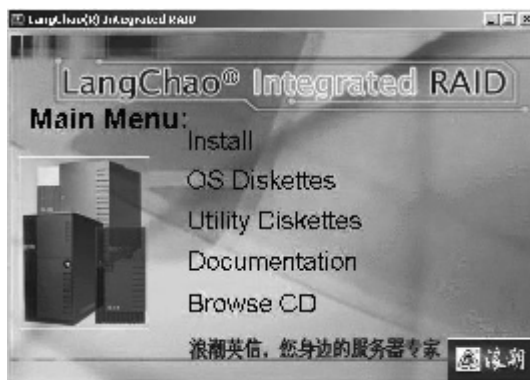 LangChao(R) Integrated RAID
LangChao® Integrated RAID
Main Menu:
Install
OS Diskettes
Utility Diskettes
Documentation
Browse CD
浪潮英信，您身边的服务器专家
浪潮